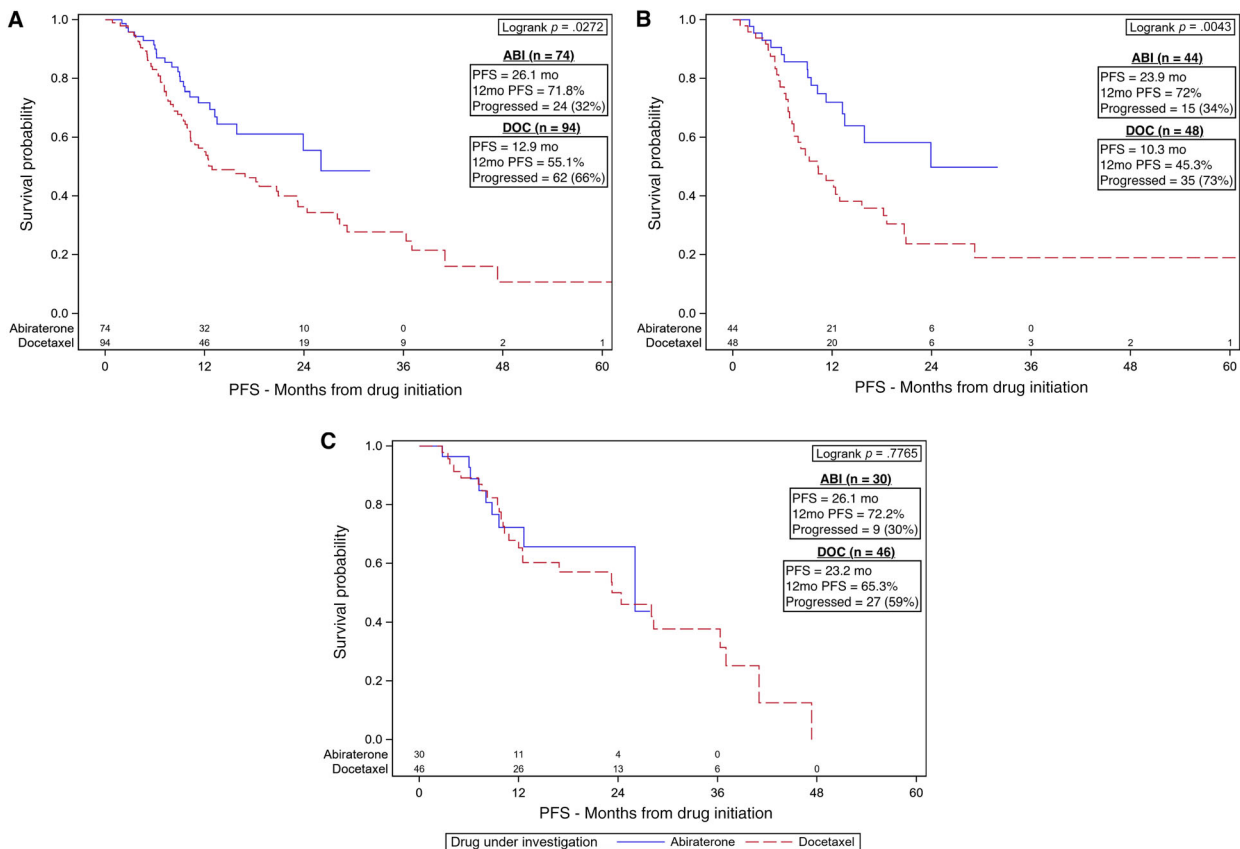 A
Logrank p = .0272
ABI (n = 74)
PFS = 26.1 mo
12mo PFS = 71.8%
Progressed = 24 (32%)
DOC (n = 94)
PFS = 12.9 mo
12mo PFS = 55.1%
Progressed = 62 (66%)
Survival probability
1.0
0.8
0.6
0.4
0.2
0.0
Abiraterone 74 32 10 0
Docetaxel 94 46 19 9 2 1
0 12 24 36 48 60
PFS - Months from drug initiation
B
Logrank p = .0043
ABI (n = 44)
PFS = 23.9 mo
12mo PFS = 72%
Progressed = 15 (34%)
DOC (n = 48)
PFS = 10.3 mo
12mo PFS = 45.3%
Progressed = 35 (73%)
Survival probability
1.0
0.8
0.6
0.4
0.2
0.0
Abiraterone 44 21 6 0
Docetaxel 48 20 6 3 2 1
0 12 24 36 48 60
PFS - Months from drug initiation
C
Logrank p = .7765
ABI (n = 30)
PFS = 26.1 mo
12mo PFS = 72.2%
Progressed = 9 (30%)
DOC (n = 46)
PFS = 23.2 mo
12mo PFS = 65.3%
Progressed = 27 (59%)
Survival probability
1.0
0.8
0.6
0.4
0.2
0.0
Abiraterone 30 11 4 0
Docetaxel 46 26 13 6 0
0 12 24 36 48 60
PFS - Months from drug initiation
Drug under investigation Abiraterone Docetaxel